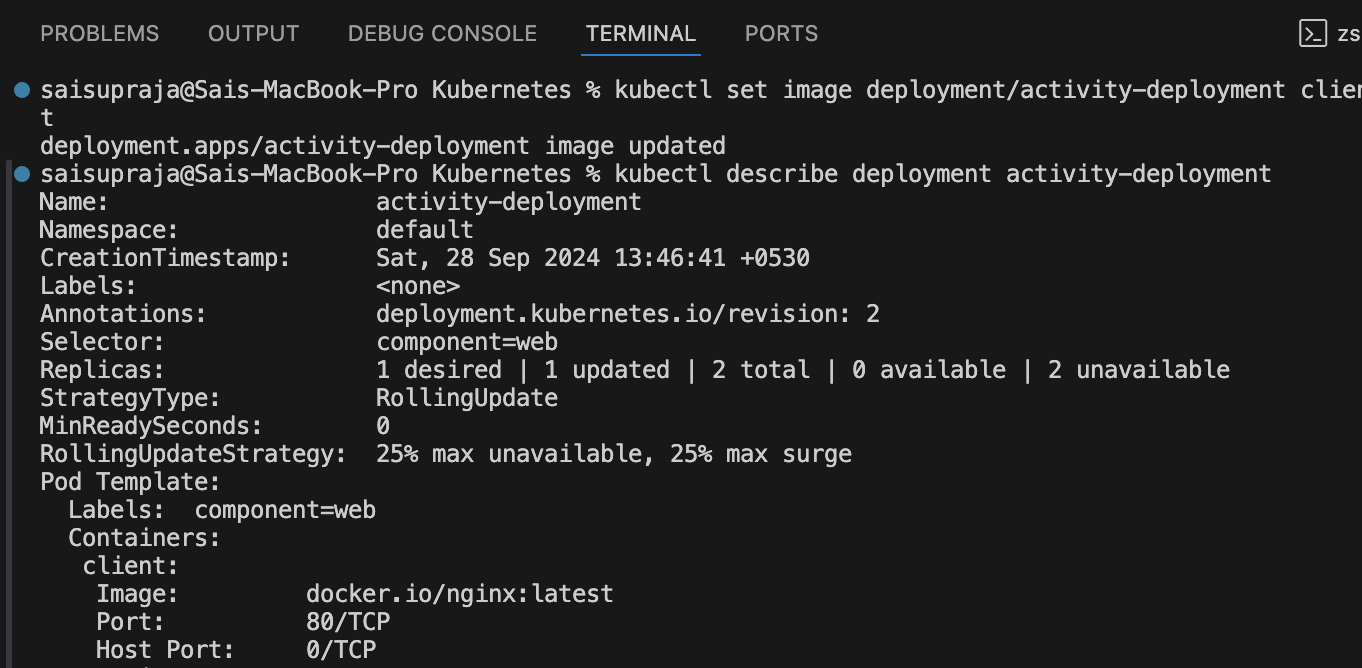 PROBLEMS OUTPUT DEBUG CONSOLE TERMINAL PORTS
saisupraja@Sais-MacBook-Pro Kubernetes % kubectl set image deployment/activity-deployment
t
deployment.apps/activity-deployment image updated
saisupraja@Sais-MacBook-Pro Kubernetes % kubectl describe deployment activity-deployment
Name: activity-deployment
Namespace: default
CreationTimestamp: Sat, 28 Sep 2024 13:46:41 +0530
Labels: <none>
Annotations: deployment.kubernetes.io/revision: 2
Selector: component=web
Replicas: 1 desired | 1 updated | 2 total | 0 available | 2 unavailable
StrategyType: RollingUpdate
MinReadySeconds: 0
RollingUpdateStrategy: 25% max unavailable, 25% max surge
Pod Template:
Labels: component=web
Containers:
client:
Image: docker.io/nginx:latest
Port: 80/TCP
Host Port: 0/TCP